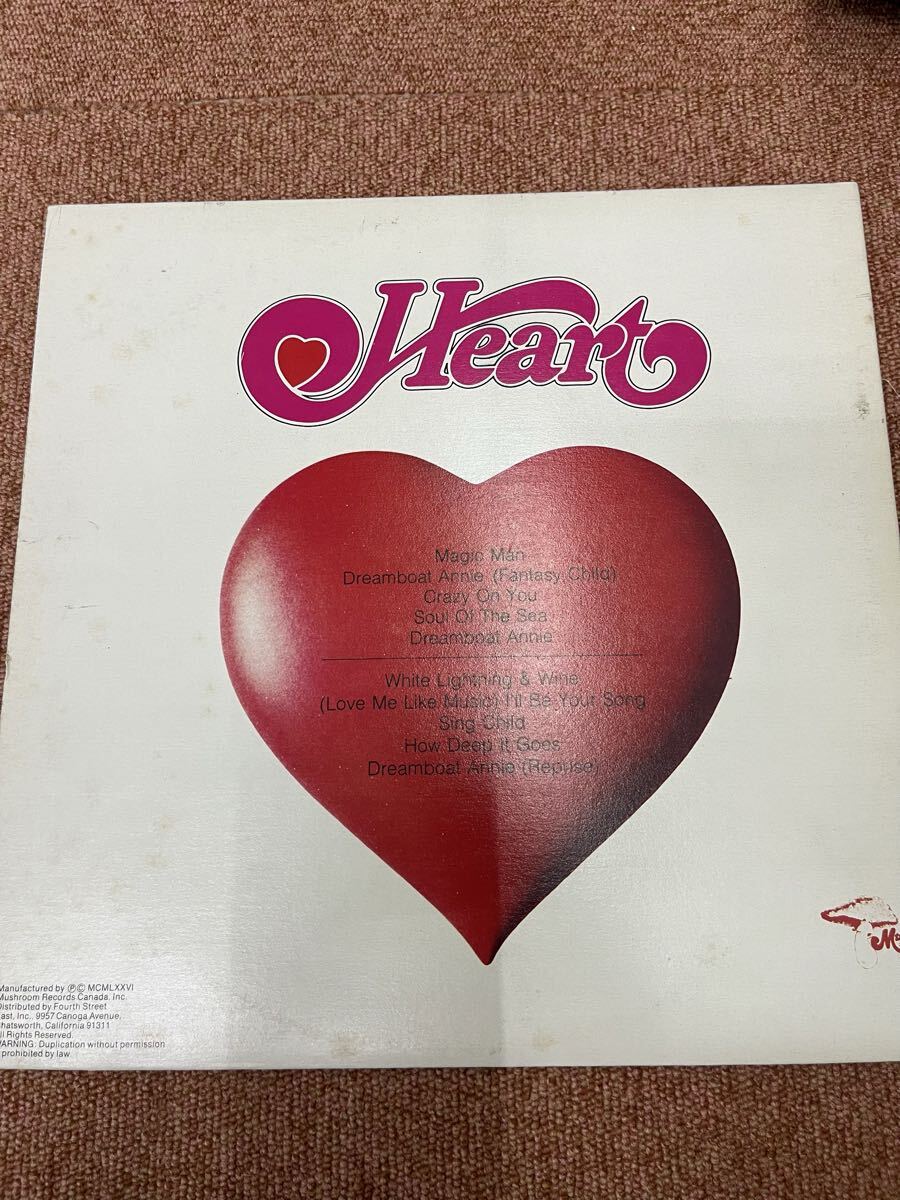 Heart
Magic Man
Dreamboat Annie (Fantasy Child)
Crazy On You
Soul Of The Sea
Dreamboat Annie
White Lightning & Wine
(Love Me Like Music) I'll Be Your Song
Sing Child
How Deep It Goes
Dreamboat Annie (Reprise)
Manufactured by ℗© MCMLXXVI
Mushroom Records Canada, Inc.
Distributed by Fourth Street
East, Inc., 9957 Canoga Avenue,
Chatsworth, California 91311
All Rights Reserved.
WARNING: Duplication without permission
prohibited by law